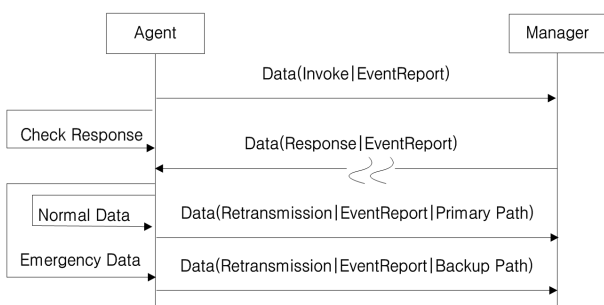 Agent
Manager
Data(Invoke|EventReport)
Check Response
Data(Response|EventReport)
Normal Data
Data(Retransmission|EventReport|Primary Path)
Emergency Data
Data(Retransmission|EventReport|Backup Path)